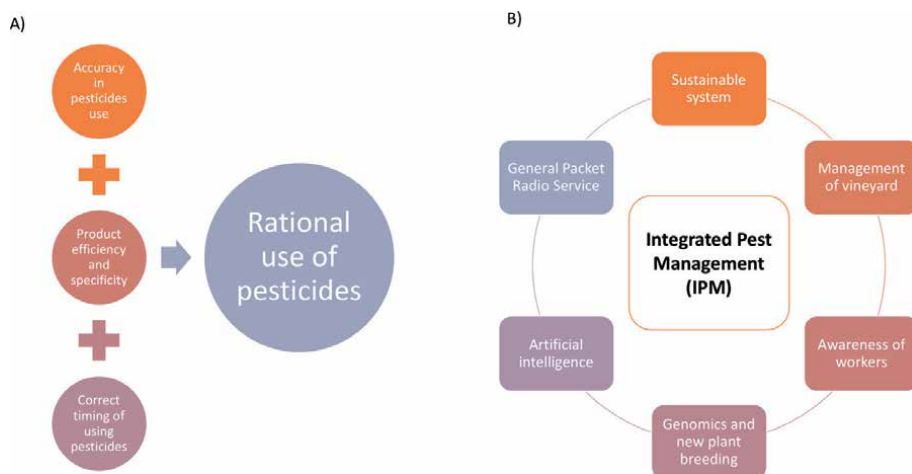 A)
Accuracy
in
pesticides
use
Product
efficiency and
specificity
Correct
timing of
using
pesticides
Rational
use of
pesticides
B)
Sustainable
system
General Packet
Radio Service
Management
of vineyard
Integrated Pest
Management
(IPM)
Artificial
intelligence
Awareness of
workers
Genomics and
new plant
breeding